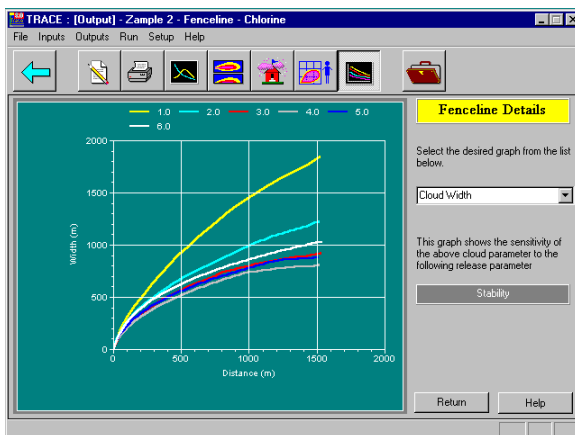 TRACE : [Output] - Zample 2 - Fenceline - Chlorine
File Inputs Outputs Run Setup Help
1.0 2.0 3.0 4.0 5.0
6.0
2000
1500
1000
500
0
Width (m)
0 500 1000 1500 2000
Distance (m)
Fenceline Details
Select the desired graph from the list
below.
Cloud Width
This graph shows the sensitivity of
the above cloud parameter to the
following release parameter
Stability
Return Help